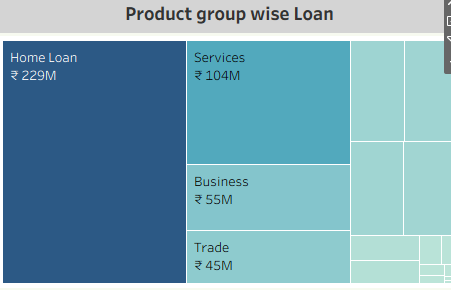 Product group wise Loan
Home Loan
₹ 229M
Services
₹ 104M
Business
₹ 55M
Trade
₹ 45M